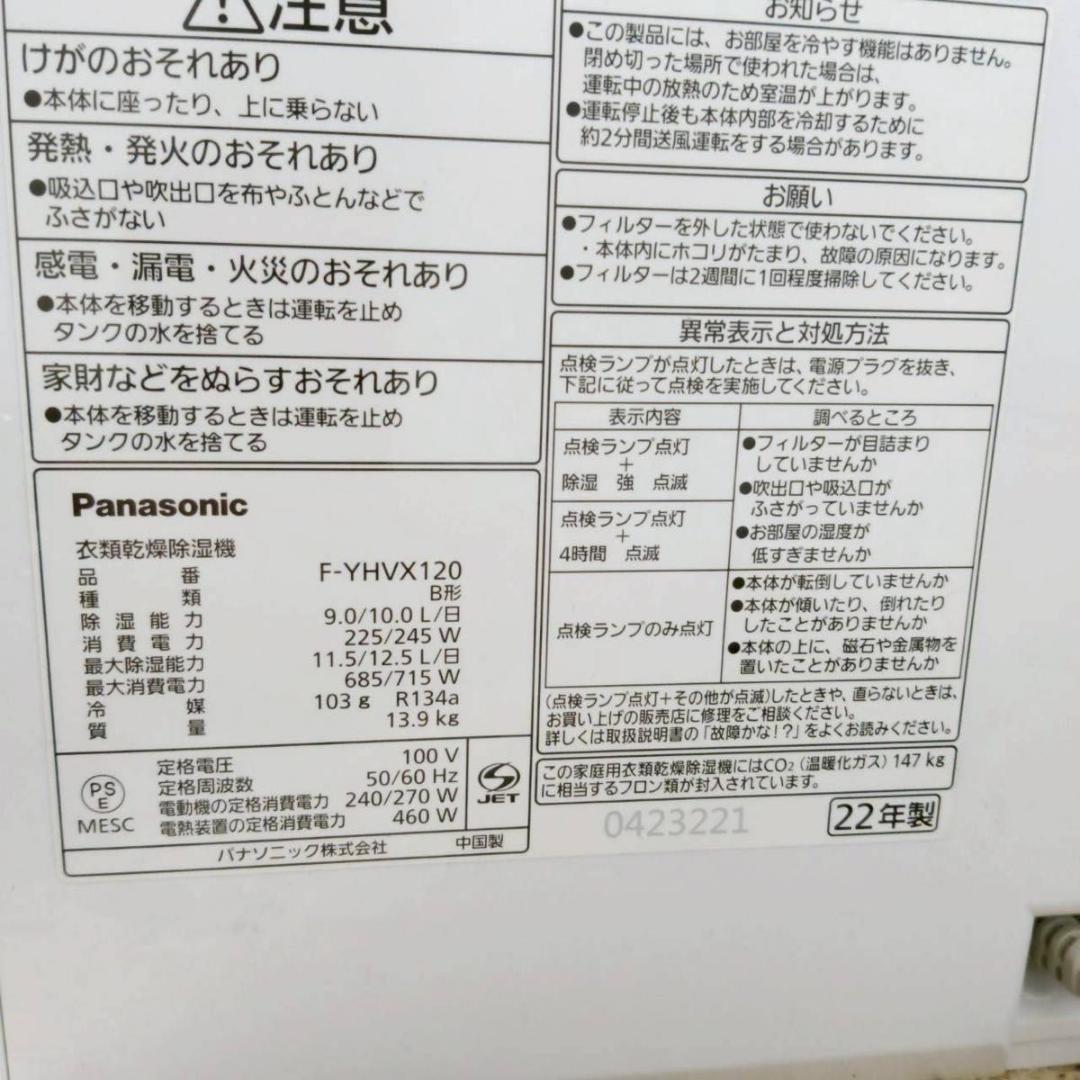 注意
けがのおそれあり
●本体に座ったり、上に乗らない
発熱・発火のおそれあり
●吸込口や吹出口を布やふとんなどで
ふさがない
感電・漏電・火災のおそれあり
●本体を移動するときは運転を止め
タンクの水を捨てる
家財などをぬらすおそれあり
●本体を移動するときは運転を止め
タンクの水を捨てる
Panasonic
衣類乾燥除湿機
品番 F-YHVX120
種類 B形
除湿能力 9.0/10.0 L/日
消費電力 225/245 W
最大除湿能力 11.5/12.5 L/日
最大消費電力 685/715 W
冷媒 103 g R134a
質量 13.9 kg
PS
E
MESC
定格電圧 100 V
定格周波数 50/60 Hz
電動機の定格消費電力 240/270 W
電熱装置の定格消費電力 460 W
JET
パナソニック株式会社 中国製
お知らせ
●この製品には、お部屋を冷やす機能はありません。
閉め切った場所で使われた場合は、
運転中の放熱のため室温が上がります。
●運転停止後も本体内部を冷却するために
約2分間送風運転をする場合があります。
お願い
●フィルターを外した状態で使わないでください。
・本体内にホコリがたまり、故障の原因になります。
●フィルターは2週間に1回程度掃除してください。
異常表示と対処方法
点検ランプが点灯したときは、電源プラグを抜き、
下記に従って点検を実施してください。
表示内容 調べるところ
点検ランプ点灯
+
除湿 強 点滅
点検ランプ点灯
+
4時間 点滅
●フィルターが目詰まり
していませんか
●吹出口や吸込口が
ふさがっていませんか
●お部屋の湿度が
低すぎませんか
点検ランプのみ点灯
●本体が転倒していませんか
●本体が傾いたり、倒れたり
したことがありませんか
●本体の上に、磁石や金属物を
置いたことがありませんか
(点検ランプ点灯+その他が点滅)したときや、直らないときは、
お買い上げの販売店に修理をご相談ください。
詳しくは取扱説明書の「故障かな!?」をよくお読みください。
この家庭用衣類乾燥除湿機にはCO2(温暖化ガス)147 kg
に相当するフロン類が封入されています。
0423221
22年製